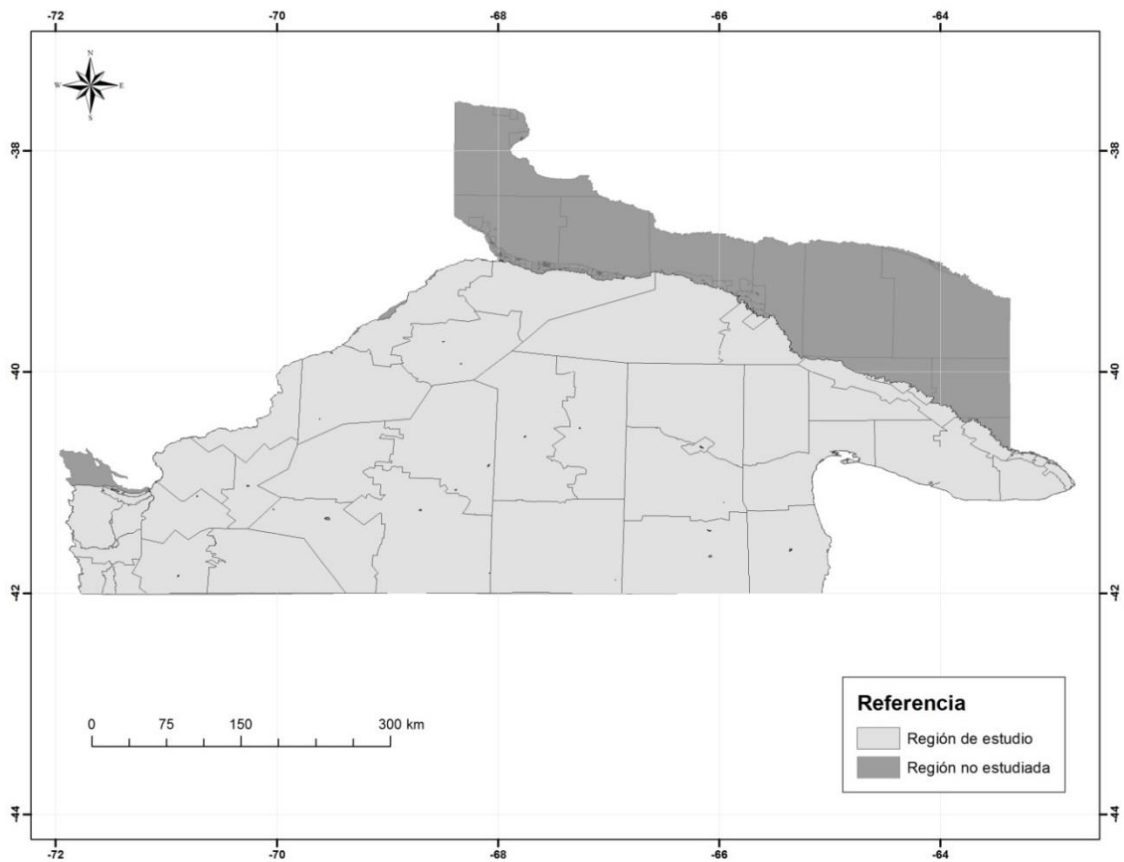 -72 -70 -68 -66 -64
N
W E
S
-38 -38
-40 -40
-42 -42
0 75 150 300 km
Referencia
Región de estudio
Región no estudiada
-44 -44
-72 -70 -68 -66 -64